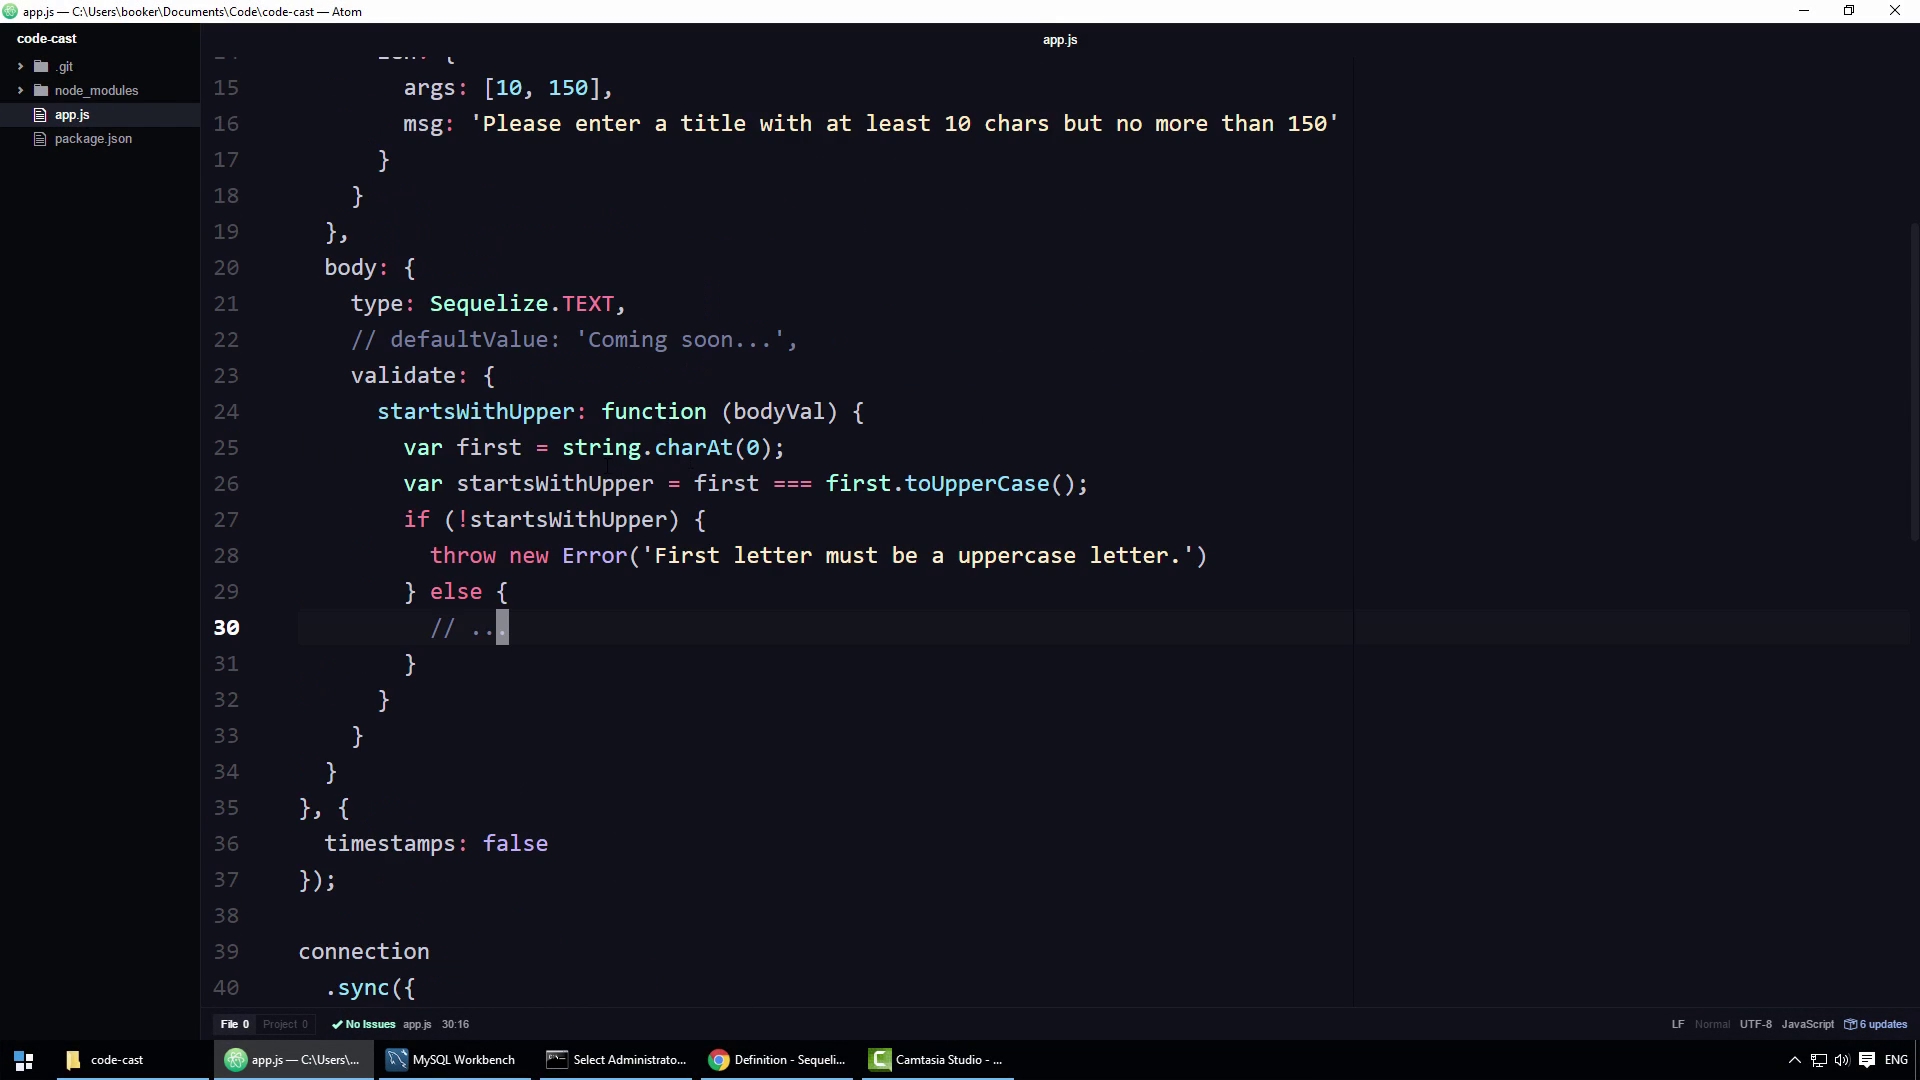 app.js — C:\Users\booker\Documents\Code\code-cast — Atom
code-cast
.git
node_modules
app.js
package.json
app.js
15 args: [10, 150],
16 msg: 'Please enter a title with at least 10 chars but no more than 150'
17 }
18 }
19 },
20 body: {
21 type: Sequelize.TEXT,
22 // defaultValue: 'Coming soon...',
23 validate: {
24 startsWithUpper: function (bodyVal) {
25 var first = string.charAt(0);
26 var startsWithUpper = first === first.toUpperCase();
27 if (!startsWithUpper) {
28 throw new Error('First letter must be a uppercase letter.')
29 } else {
30 // ...
31 }
32 }
33 }
34 }
35 }, {
36 timestamps: false
37 });
38
39 connection
40 .sync({
File 0 Project 0 No Issues app.js 30:16 LF Normal UTF-8 JavaScript 6 updates
code-cast app.js — C:\Users\... MySQL Workbench Select Administrato... Definition - Sequeli... Camtasia Studio - ... ENG